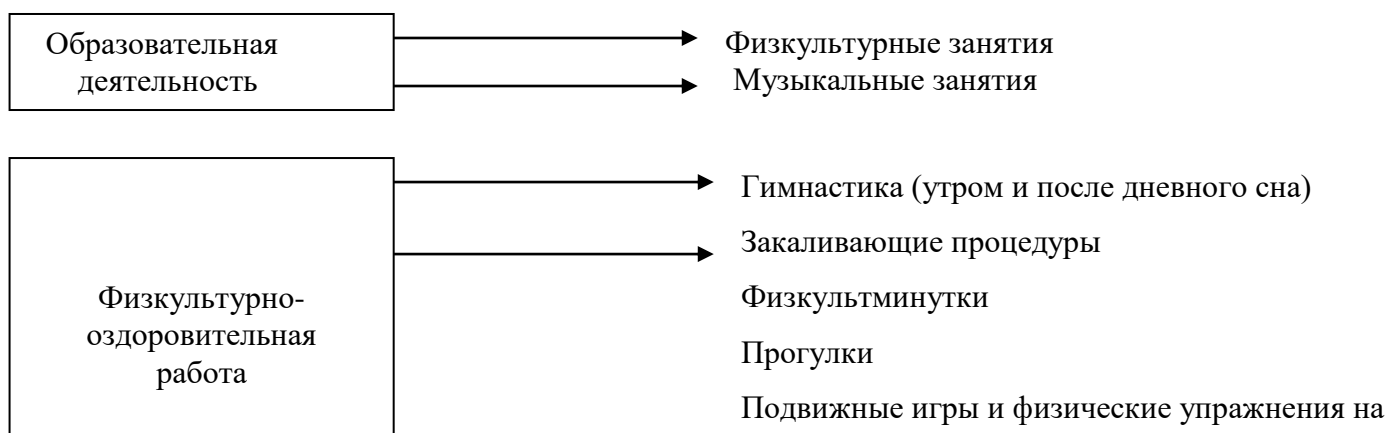 Образовательная
деятельность
Физкультурные занятия
Музыкальные занятия
Физкультурно-
оздоровительная
работа
Гимнастика (утром и после дневного сна)
Закаливающие процедуры
Физкультминутки
Прогулки
Подвижные игры и физические упражнения на